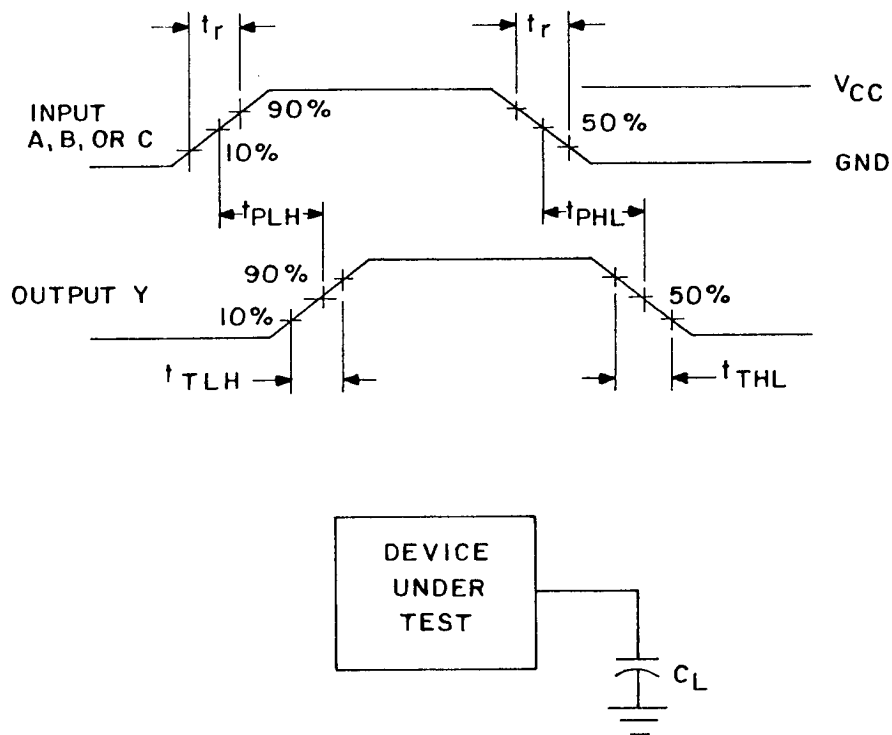 tr
tr
VCC
INPUT
A, B, OR C
90%
50%
10%
GND
tPLH
tPHL
90%
OUTPUT Y
50%
10%
tTLH
tTHL
DEVICE
UNDER
TEST
CL